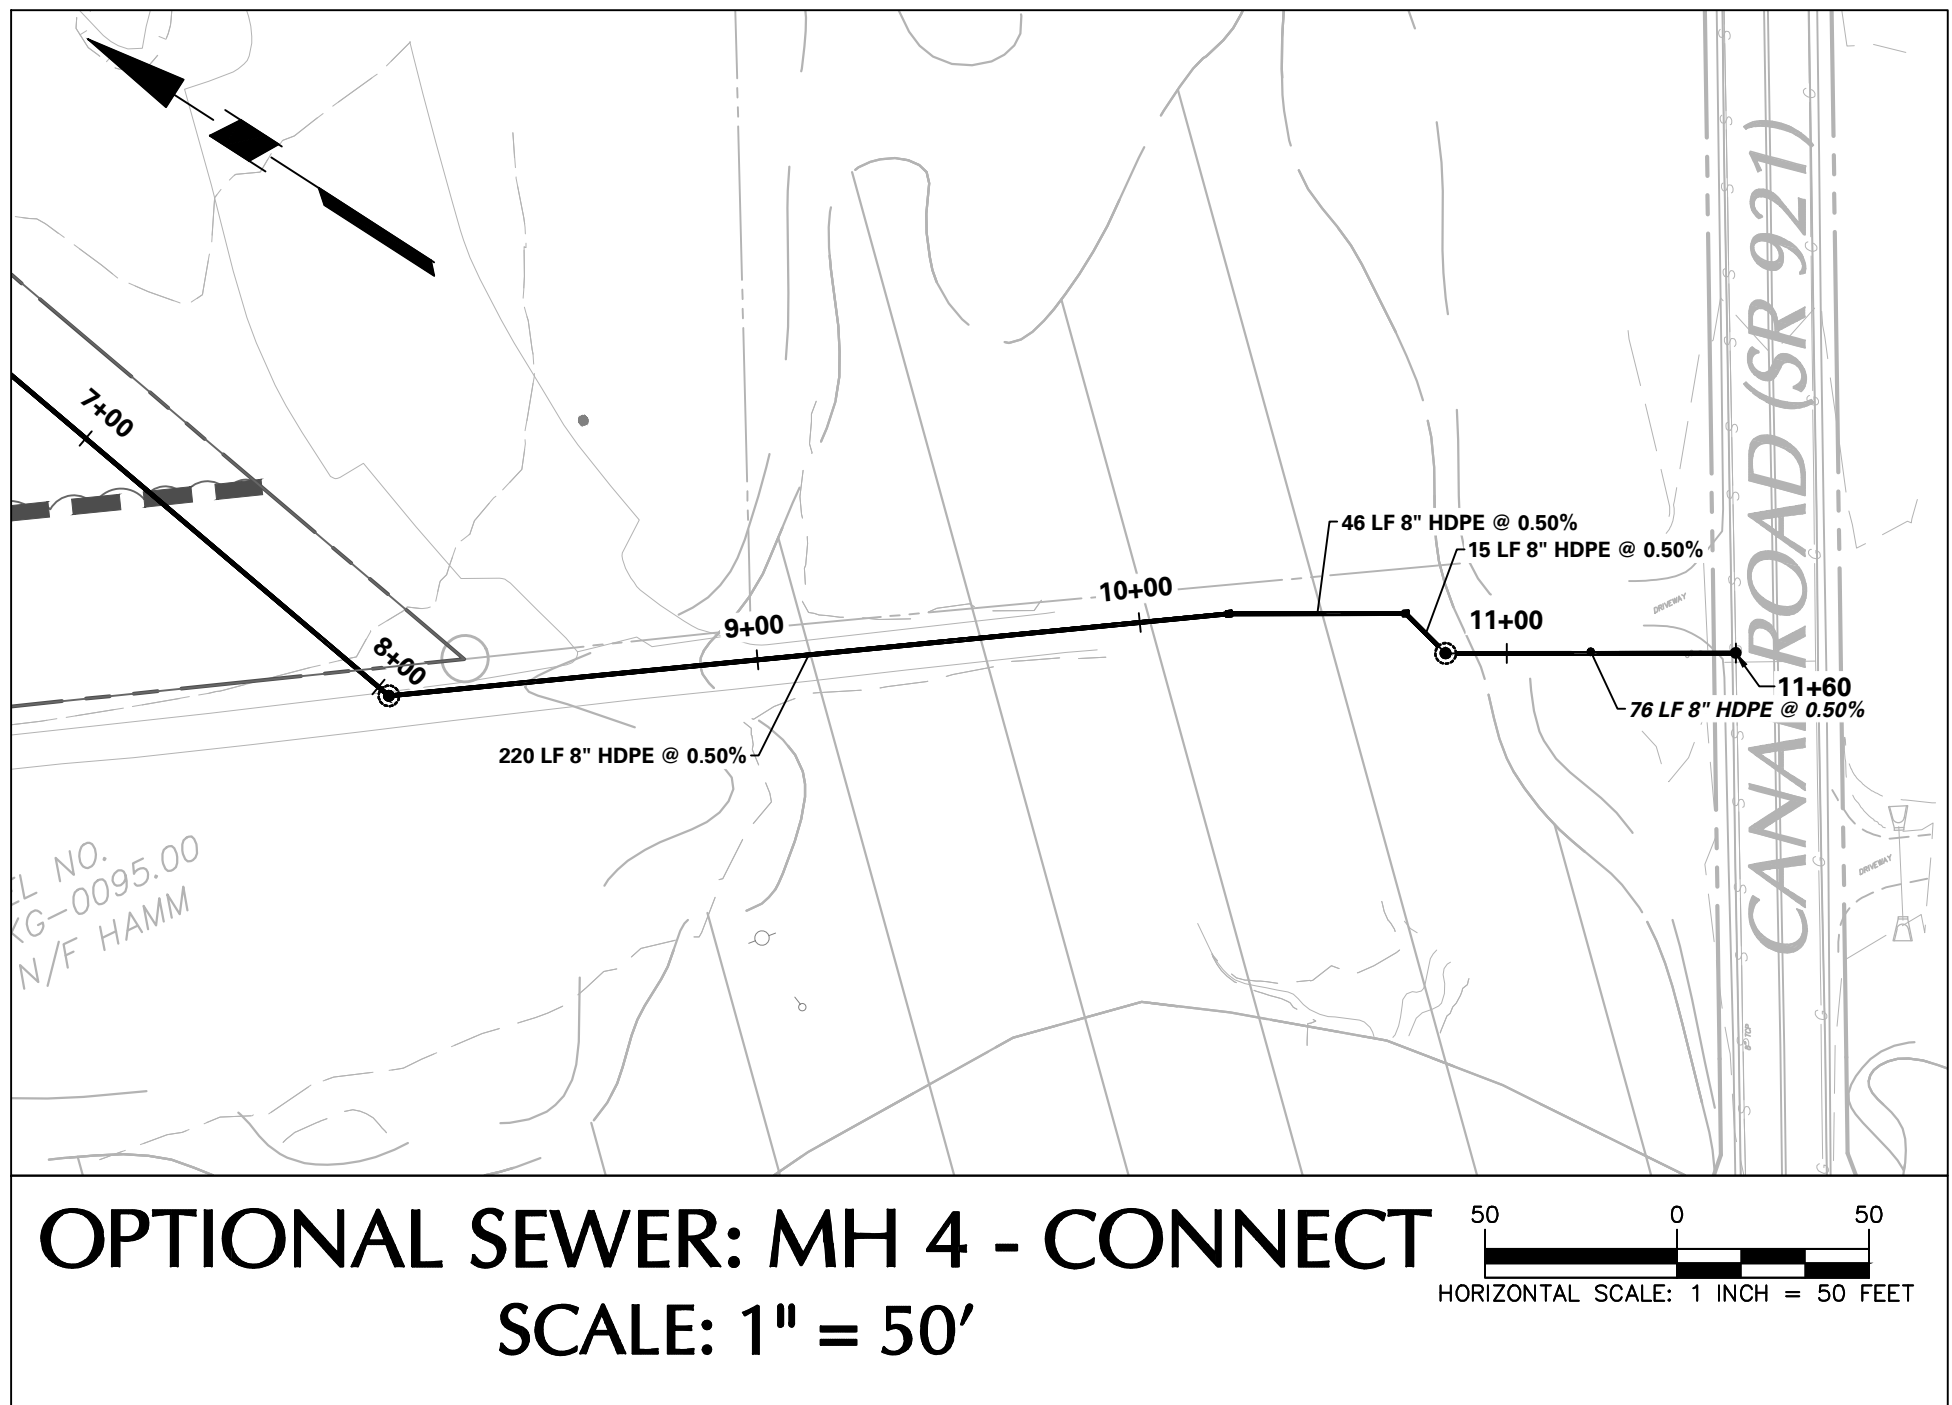 7+00
8+00
9+00
10+00
11+00
11+60
46 LF 8" HDPE @ 0.50%
15 LF 8" HDPE @ 0.50%
76 LF 8" HDPE @ 0.50%
220 LF 8" HDPE @ 0.50%
DRIVEWAY
DRIVEWAY
CANAL ROAD (SR 921)
EL NO.
KG-0095.00
N/F HAMM
OPTIONAL SEWER: MH 4 - CONNECT
SCALE: 1" = 50'
50 0 50
HORIZONTAL SCALE: 1 INCH = 50 FEET